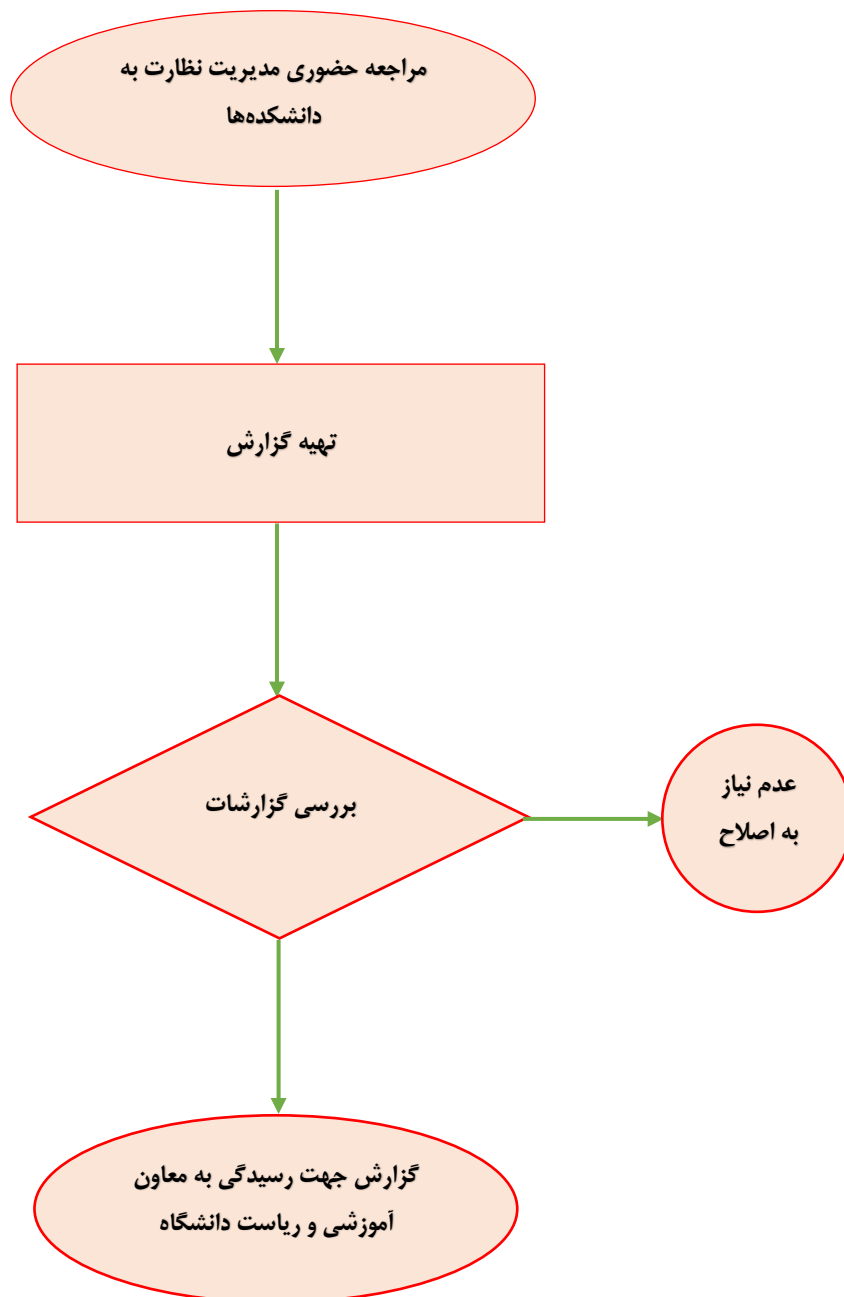 مراجعه حضوری مدیریت نظارت به
دانشکده‌ها
تهیه گزارش
بررسی گزارشات
عدم نیاز
به اصلاح
گزارش جهت رسیدگی به معاون
آموزشی و ریاست دانشگاه